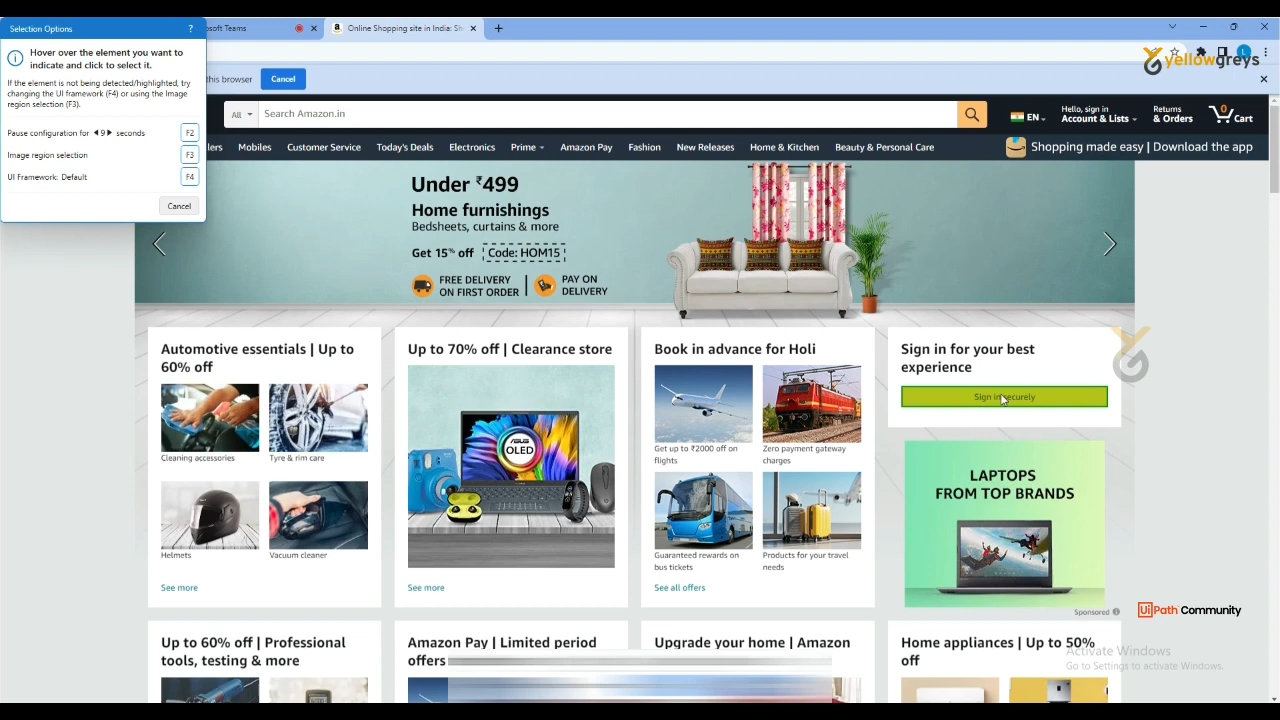 Selection Options
?
Hover over the element you want to
indicate and click to select it.
If the element is not being detected/highlighted, try
changing the UI framework (F4) or using the Image
region selection (F3).
Pause configuration for 9 seconds
F2
Image region selection
F3
UI Framework: Default
F4
Cancel
osoft Teams
Online Shopping site in India: Sh
yellowgreys
this browser
Cancel
All
Search Amazon.in
EN
Hello, sign in
Account & Lists
Returns
& Orders
0
Cart
llers
Mobiles
Customer Service
Today's Deals
Electronics
Prime
Amazon Pay
Fashion
New Releases
Home & Kitchen
Beauty & Personal Care
Shopping made easy | Download the app
Under ₹499
Home furnishings
Bedsheets, curtains & more
Get 15% off
Code: HOM15
FREE DELIVERY
ON FIRST ORDER
PAY ON
DELIVERY
Automotive essentials | Up to
60% off
Cleaning accessories
Tyre & rim care
Helmets
Vacuum cleaner
See more
Up to 70% off | Clearance store
ASUS
OLED
See more
Book in advance for Holi
Get up to ₹2000 off on
flights
Zero payment gateway
charges
Guaranteed rewards on
bus tickets
Products for your travel
needs
See all offers
Sign in for your best
experience
Sign in securely
LAPTOPS
FROM TOP BRANDS
Sponsored
UiPath Community
Up to 60% off | Professional
tools, testing & more
Amazon Pay | Limited period
offers
Upgrade your home | Amazon
Home appliances | Up to 50%
off
Activate Windows
Go to Settings to activate Windows.